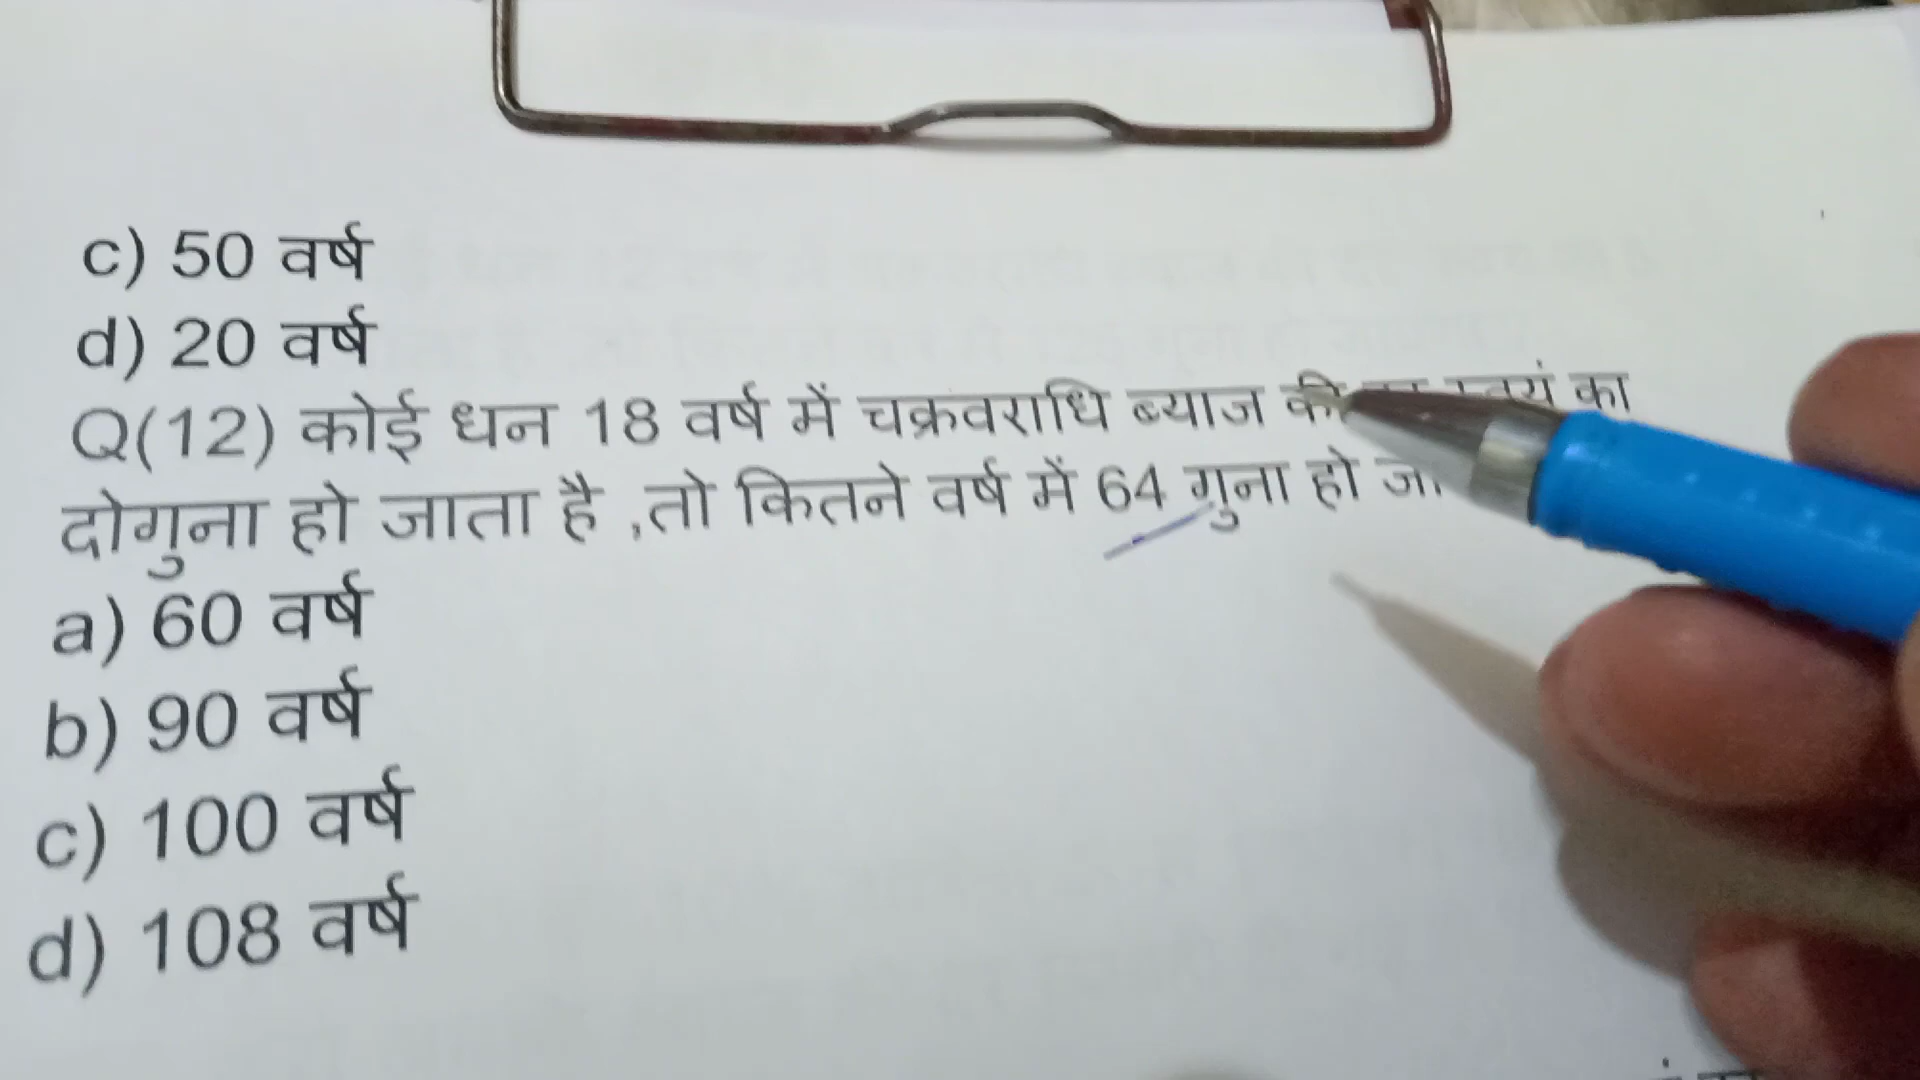 c) 50 वर्ष
d) 20 वर्ष
Q(12) कोई धन 18 वर्ष में चक्रवराधि ब्याज की स्वयं का
दोगुना हो जाता है ,तो कितने वर्ष में 64 गुना हो
a) 60 वर्ष
b) 90 वर्ष
c) 100 वर्ष
d) 108 वर्ष